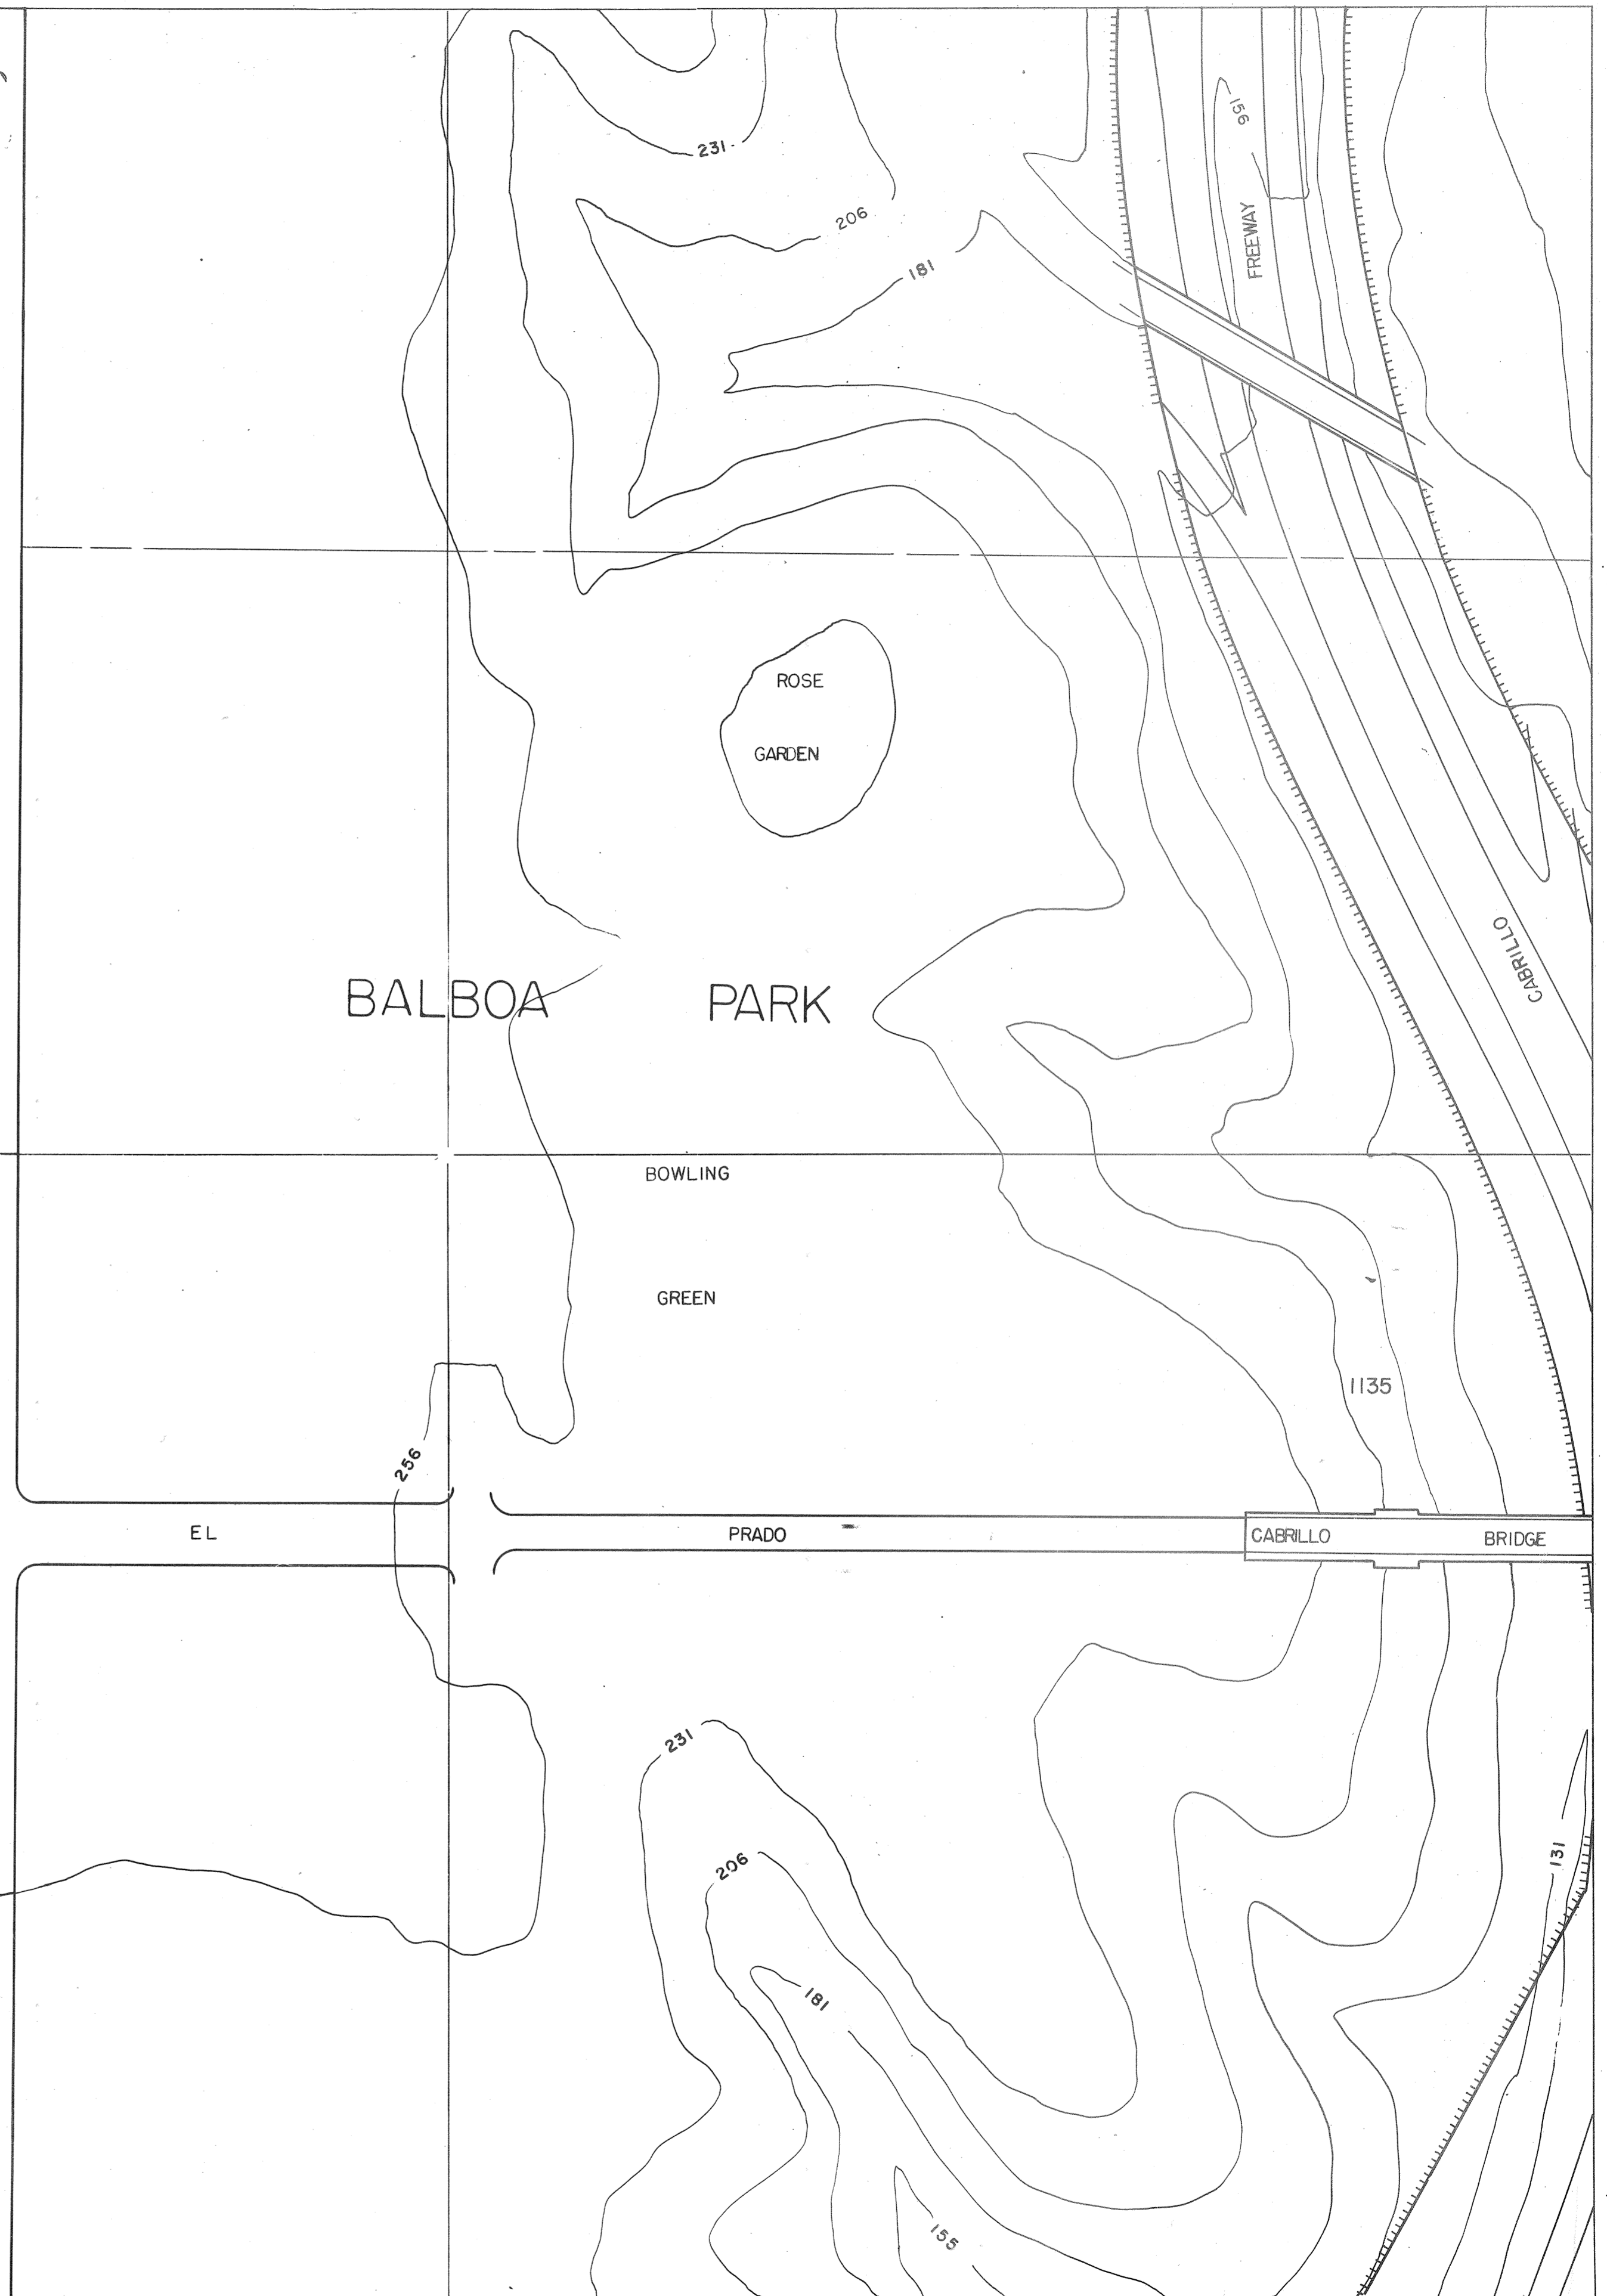 156
231
206
FREEWAY
181
ROSE
GARDEN
CABRILLO
BALBOA PARK
BOWLING
GREEN
1135
256
EL PRADO CABRILLO BRIDGE
231
206
131
181
155